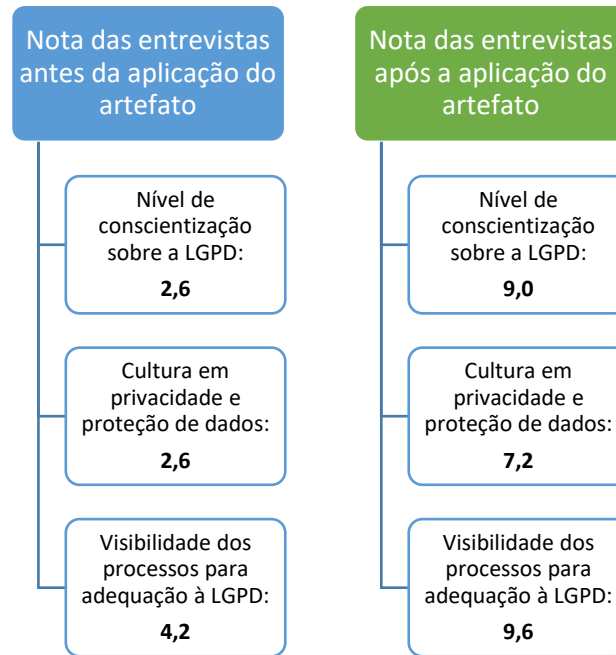 Nota das entrevistas
antes da aplicação do
artefato
Nível de
conscientização
sobre a LGPD:
2,6
Cultura em
privacidade e
proteção de dados:
2,6
Visibilidade dos
processos para
adequação à LGPD:
4,2
Nota das entrevistas
após a aplicação do
artefato
Nível de
conscientização
sobre a LGPD:
9,0
Cultura em
privacidade e
proteção de dados:
7,2
Visibilidade dos
processos para
adequação à LGPD:
9,6